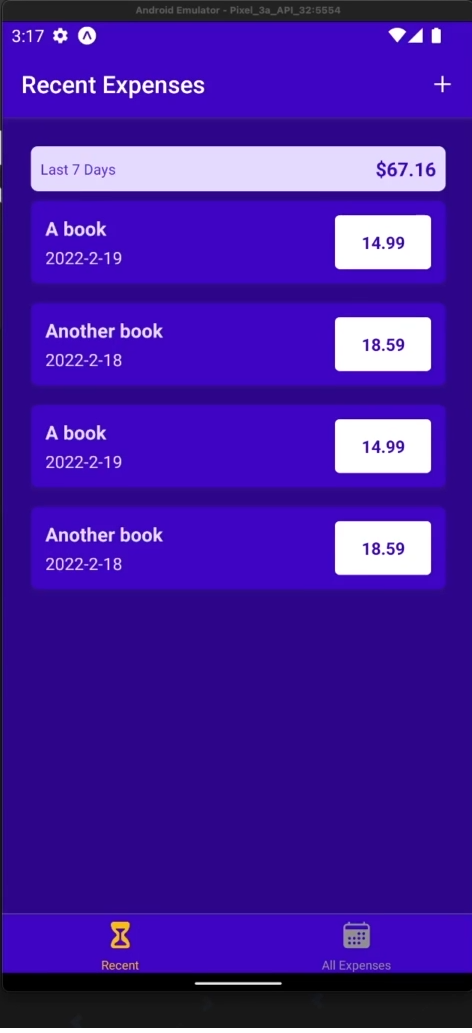 Android Emulator - Pixel_3a_API_32:5554
3:17
Recent Expenses
+
Last 7 Days $67.16
A book
2022-2-19
14.99
Another book
2022-2-18
18.59
A book
2022-2-19
14.99
Another book
2022-2-18
18.59
Recent
All Expenses